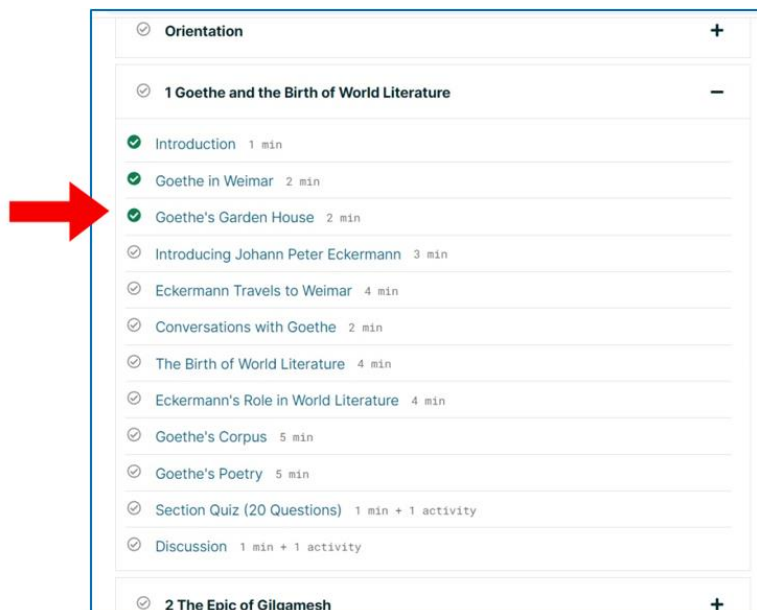 Orientation
1 Goethe and the Birth of World Literature
Introduction 1 min
Goethe in Weimar 2 min
Goethe's Garden House 2 min
Introducing Johann Peter Eckermann 3 min
Eckermann Travels to Weimar 4 min
Conversations with Goethe 2 min
The Birth of World Literature 4 min
Eckermann's Role in World Literature 4 min
Goethe's Corpus 5 min
Goethe's Poetry 5 min
Section Quiz (20 Questions) 1 min + 1 activity
Discussion 1 min + 1 activity
2 The Epic of Gilgamesh